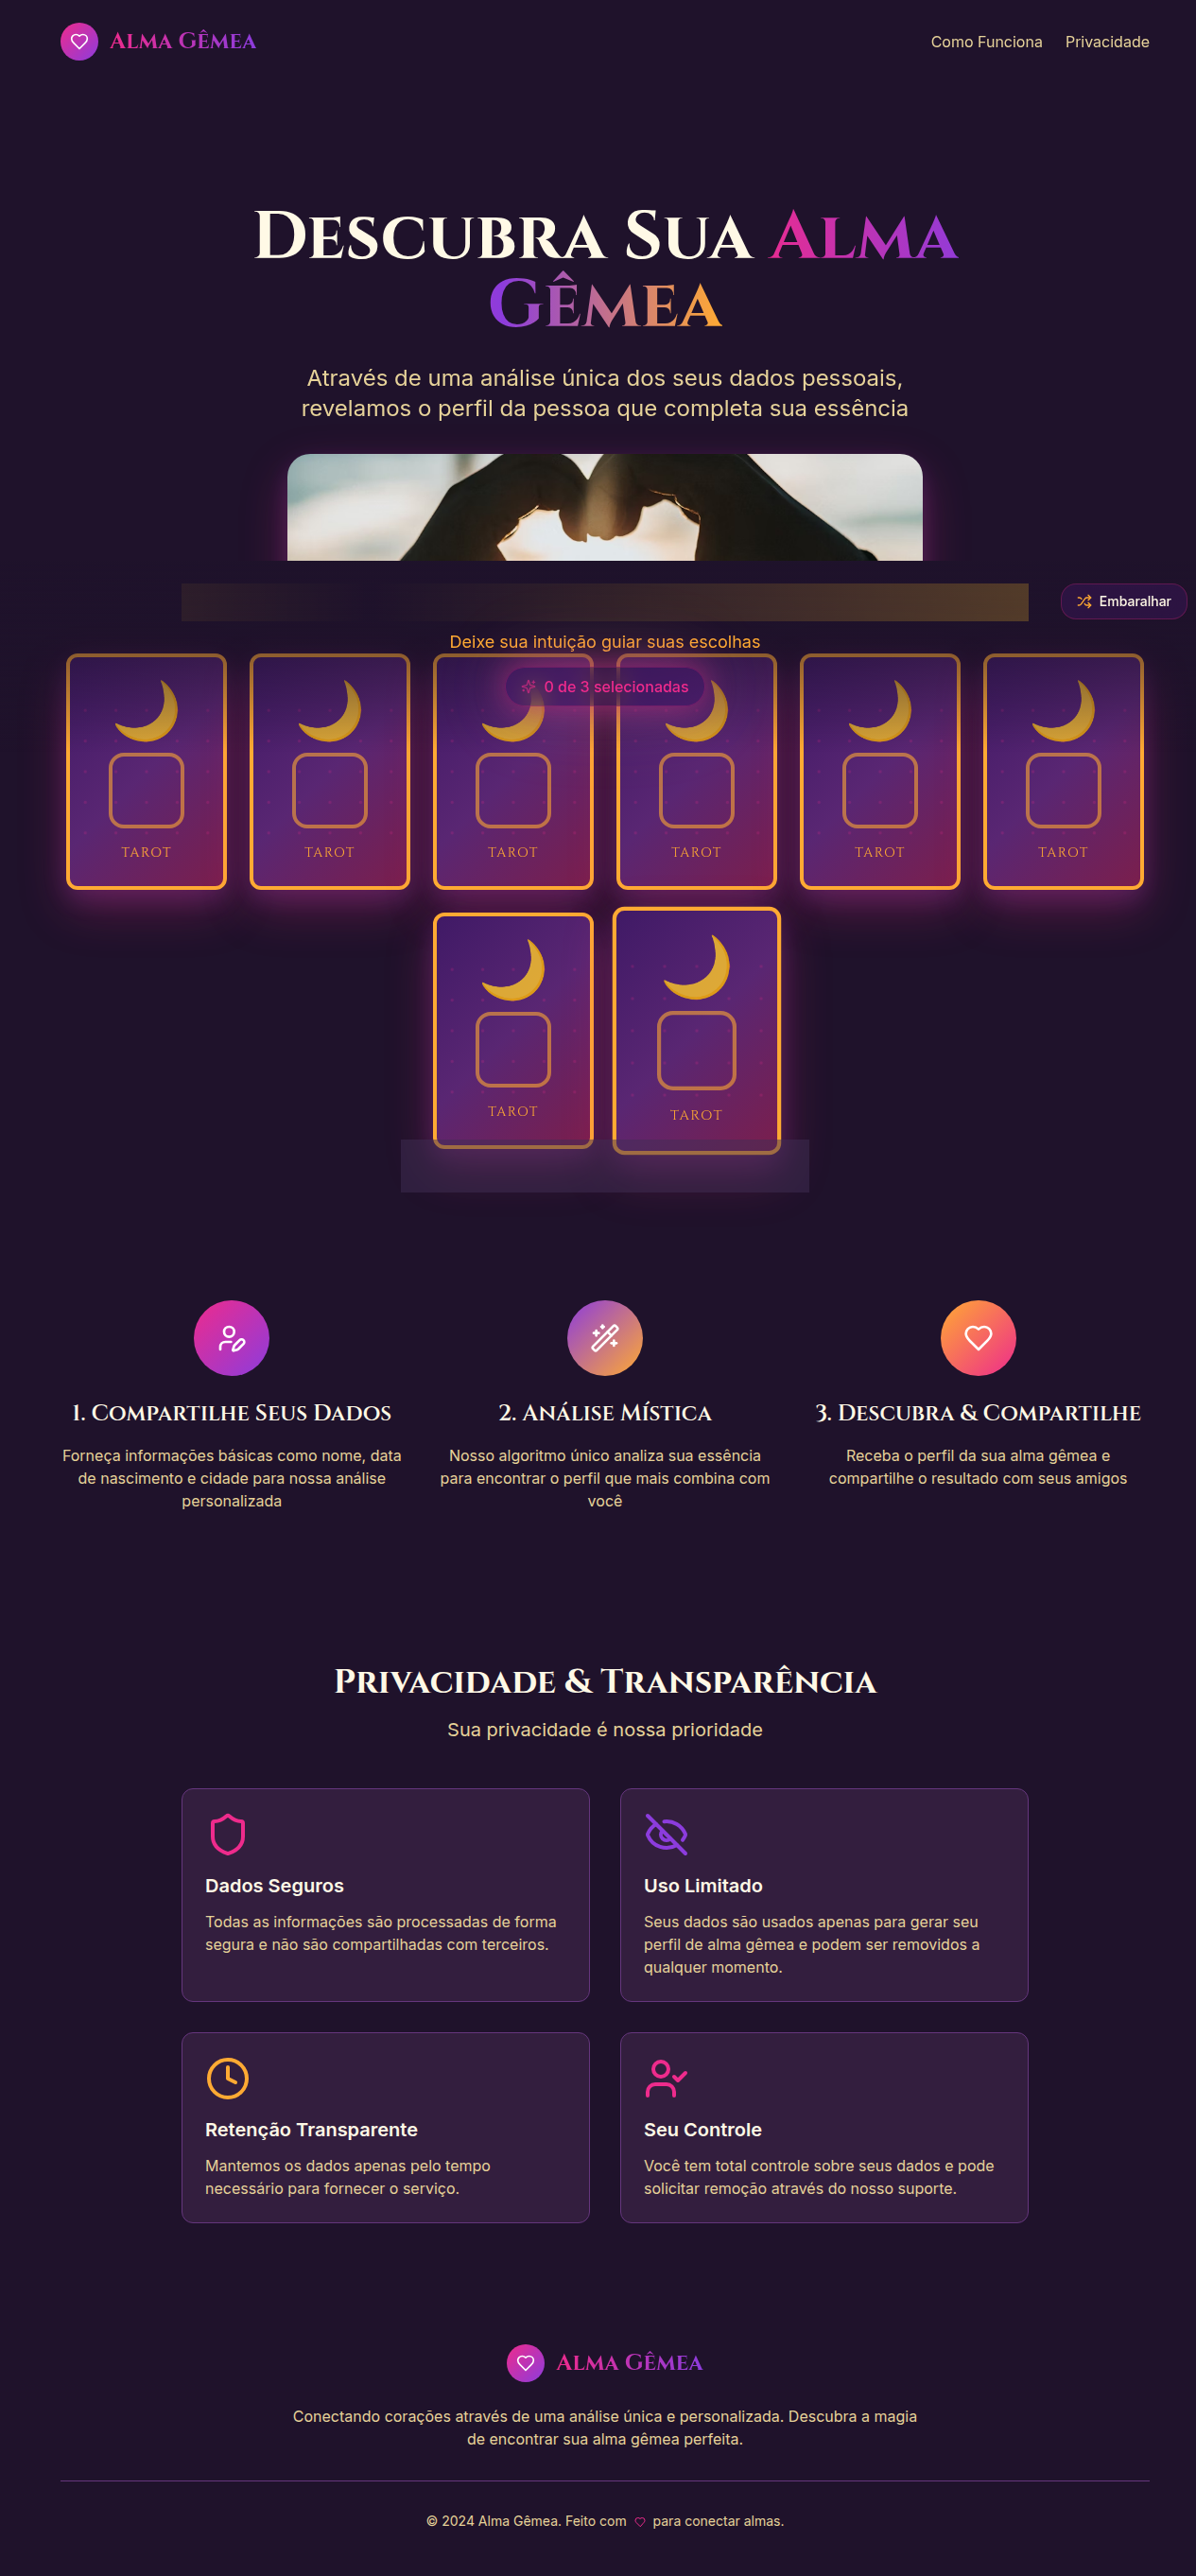 Alma Gêmea
Como Funciona
Privacidade
Descubra Sua Alma
Gêmea
Através de uma análise única dos seus dados pessoais,
revelamos o perfil da pessoa que completa sua essência
Embaralhar
Deixe sua intuição guiar suas escolhas
0 de 3 selecionadas
TAROT
TAROT
TAROT
TAROT
TAROT
TAROT
TAROT
TAROT
1. Compartilhe Seus Dados
Forneça informações básicas como nome, data
de nascimento e cidade para nossa análise
personalizada
2. Análise Mística
Nosso algoritmo único analiza sua essência
para encontrar o perfil que mais combina com
você
3. Descubra & Compartilhe
Receba o perfil da sua alma gêmea e
compartilhe o resultado com seus amigos
Privacidade & Transparência
Sua privacidade é nossa prioridade
Dados Seguros
Todas as informações são processadas de forma
segura e não são compartilhadas com terceiros.
Uso Limitado
Seus dados são usados apenas para gerar seu
perfil de alma gêmea e podem ser removidos a
qualquer momento.
Retenção Transparente
Mantemos os dados apenas pelo tempo
necessário para fornecer o serviço.
Seu Controle
Você tem total controle sobre seus dados e pode
solicitar remoção através do nosso suporte.
Alma Gêmea
Conectando corações através de uma análise única e personalizada. Descubra a magia
de encontrar sua alma gêmea perfeita.
© 2024 Alma Gêmea. Feito com para conectar almas.